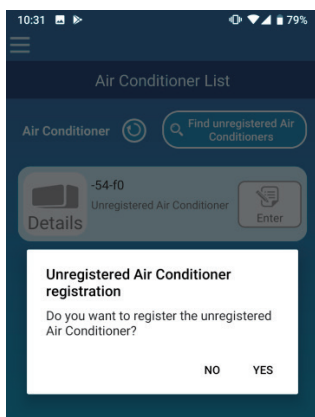 10:31 79%
Air Conditioner List
Air Conditioner Find unregistered Air
Conditioners
-54-f0
Unregistered Air Conditioner
Details Enter
Unregistered Air Conditioner
registration
Do you want to register the unregistered
Air Conditioner?
NO YES